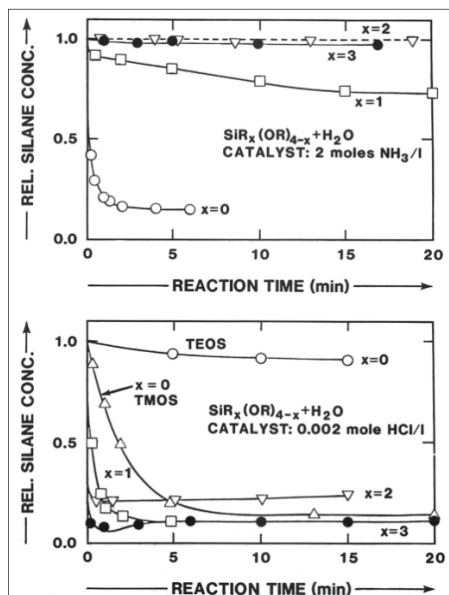 REL. SILANE CONC.
1.0
0.5
0.0
x=2
x=3
x=1
SiRₓ(OR)₄₋ₓ+H₂O
CATALYST: 2 moles NH₃/l
x=0
0 5 10 15 20
REACTION TIME (min)
REL. SILANE CONC.
1.0
0.5
0.0
TEOS
x=0
x=0
TMOS
SiRₓ(OR)₄₋ₓ+H₂O
CATALYST: 0.002 mole HCl/l
x=1
x=2
x=3
0 5 10 15 20
REACTION TIME (min)